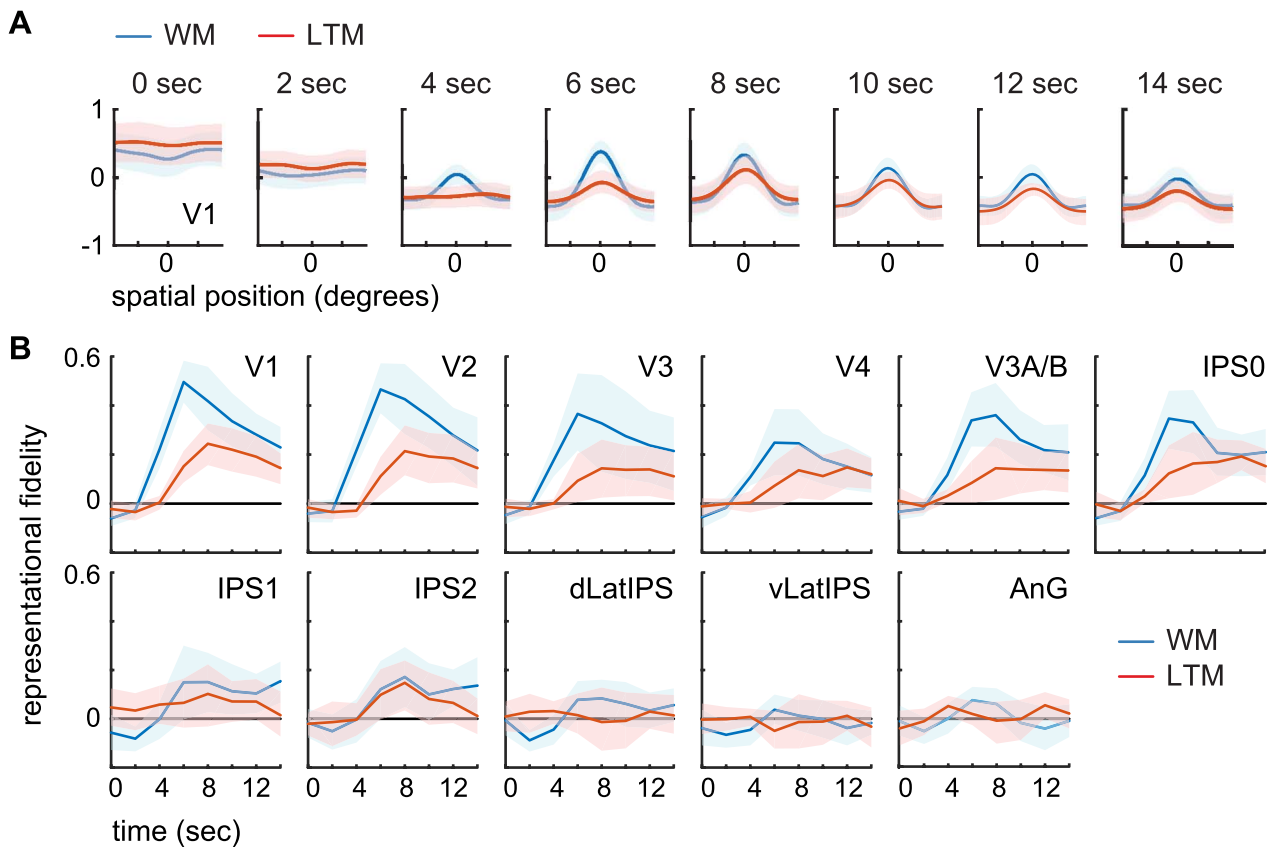 A
WM LTM
0 sec 2 sec 4 sec 6 sec 8 sec 10 sec 12 sec 14 sec
1
0
V1
-1
0 0 0 0 0 0 0 0
spatial position (degrees)
B
0.6 V1 V2 V3 V4 V3A/B IPS0
0
representational fidelity
0.6 IPS1 IPS2 dLatIPS vLatIPS AnG
WM
LTM
0
0 4 8 12 0 4 8 12 0 4 8 12 0 4 8 12 0 4 8 12
time (sec)